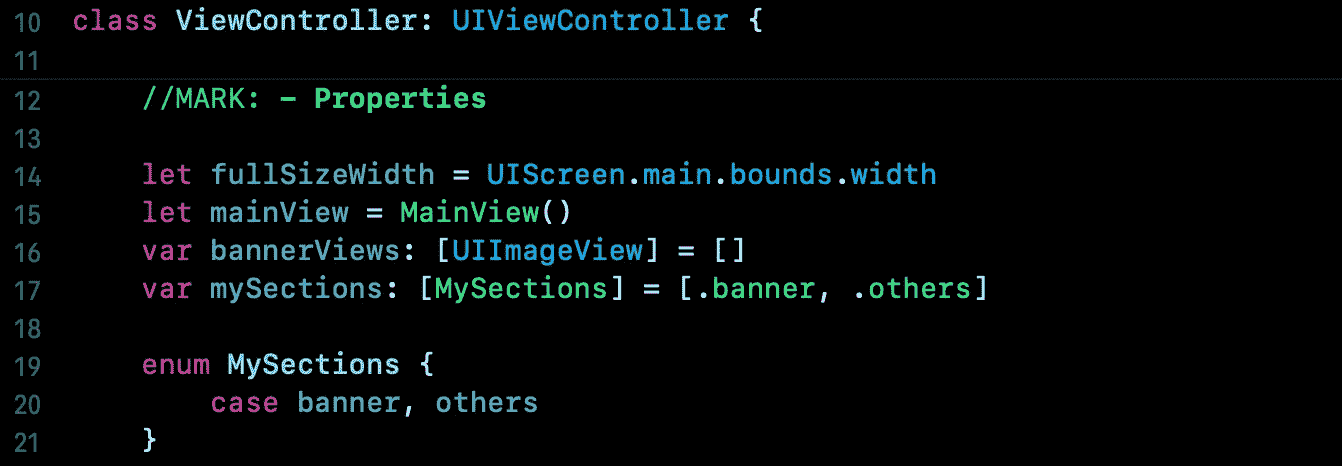 10 class ViewController: UIViewController {
11
12     //MARK: - Properties
13
14     let fullSizeWidth = UIScreen.main.bounds.width
15     let mainView = MainView()
16     var bannerViews: [UIImageView] = []
17     var mySections: [MySections] = [.banner, .others]
18
19     enum MySections {
20         case banner, others
21     }